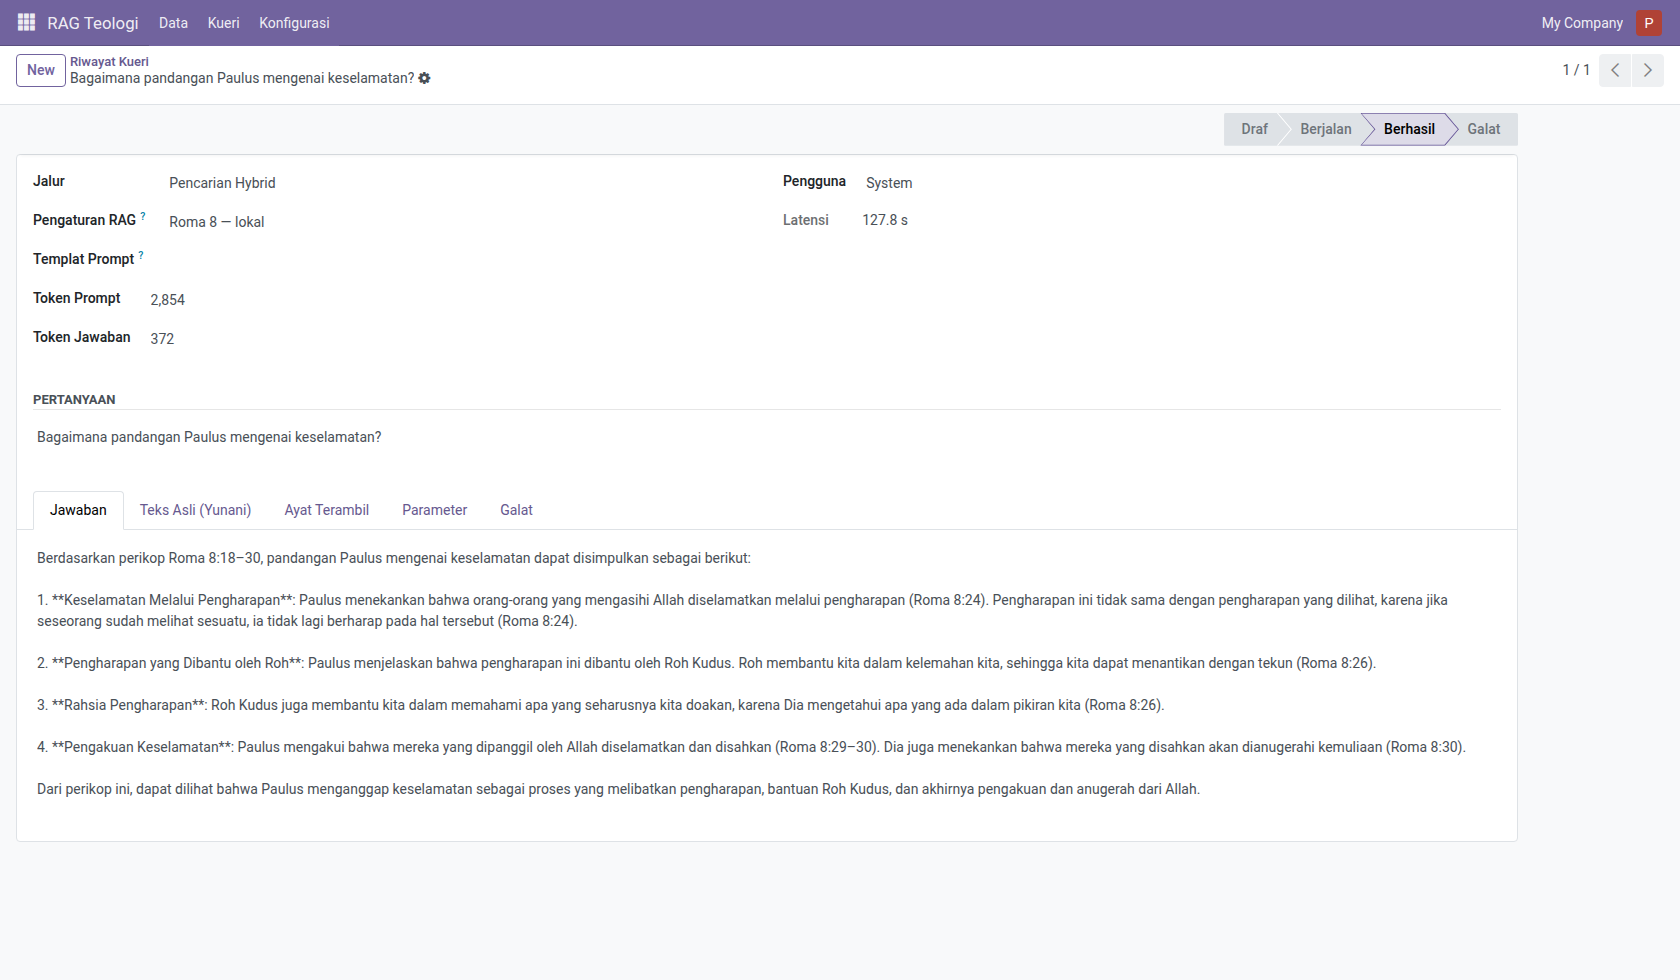 RAG Teologi Data Kueri Konfigurasi My Company P
New Riwayat Kueri
Bagaimana pandangan Paulus mengenai keselamatan? 1 / 1
Draf Berjalan Berhasil Galat
Jalur Pencarian Hybrid Pengguna System
Pengaturan RAG ? Roma 8 — lokal Latensi 127.8 s
Templat Prompt ?
Token Prompt 2,854
Token Jawaban 372
PERTANYAAN
Bagaimana pandangan Paulus mengenai keselamatan?
Jawaban Teks Asli (Yunani) Ayat Terambil Parameter Galat
Berdasarkan perikop Roma 8:18–30, pandangan Paulus mengenai keselamatan dapat disimpulkan sebagai berikut:
1. **Keselamatan Melalui Pengharapan**: Paulus menekankan bahwa orang-orang yang mengasihi Allah diselamatkan melalui pengharapan (Roma 8:24). Pengharapan ini tidak sama dengan pengharapan yang dilihat, karena jika
seseorang sudah melihat sesuatu, ia tidak lagi berharap pada hal tersebut (Roma 8:24).
2. **Pengharapan yang Dibantu oleh Roh**: Paulus menjelaskan bahwa pengharapan ini dibantu oleh Roh Kudus. Roh membantu kita dalam kelemahan kita, sehingga kita dapat menantikan dengan tekun (Roma 8:26).
3. **Rahsia Pengharapan**: Roh Kudus juga membantu kita dalam memahami apa yang seharusnya kita doakan, karena Dia mengetahui apa yang ada dalam pikiran kita (Roma 8:26).
4. **Pengakuan Keselamatan**: Paulus mengakui bahwa mereka yang dipanggil oleh Allah diselamatkan dan disahkan (Roma 8:29–30). Dia juga menekankan bahwa mereka yang disahkan akan dianugerahi kemuliaan (Roma 8:30).
Dari perikop ini, dapat dilihat bahwa Paulus menganggap keselamatan sebagai proses yang melibatkan pengharapan, bantuan Roh Kudus, dan akhirnya pengakuan dan anugerah dari Allah.